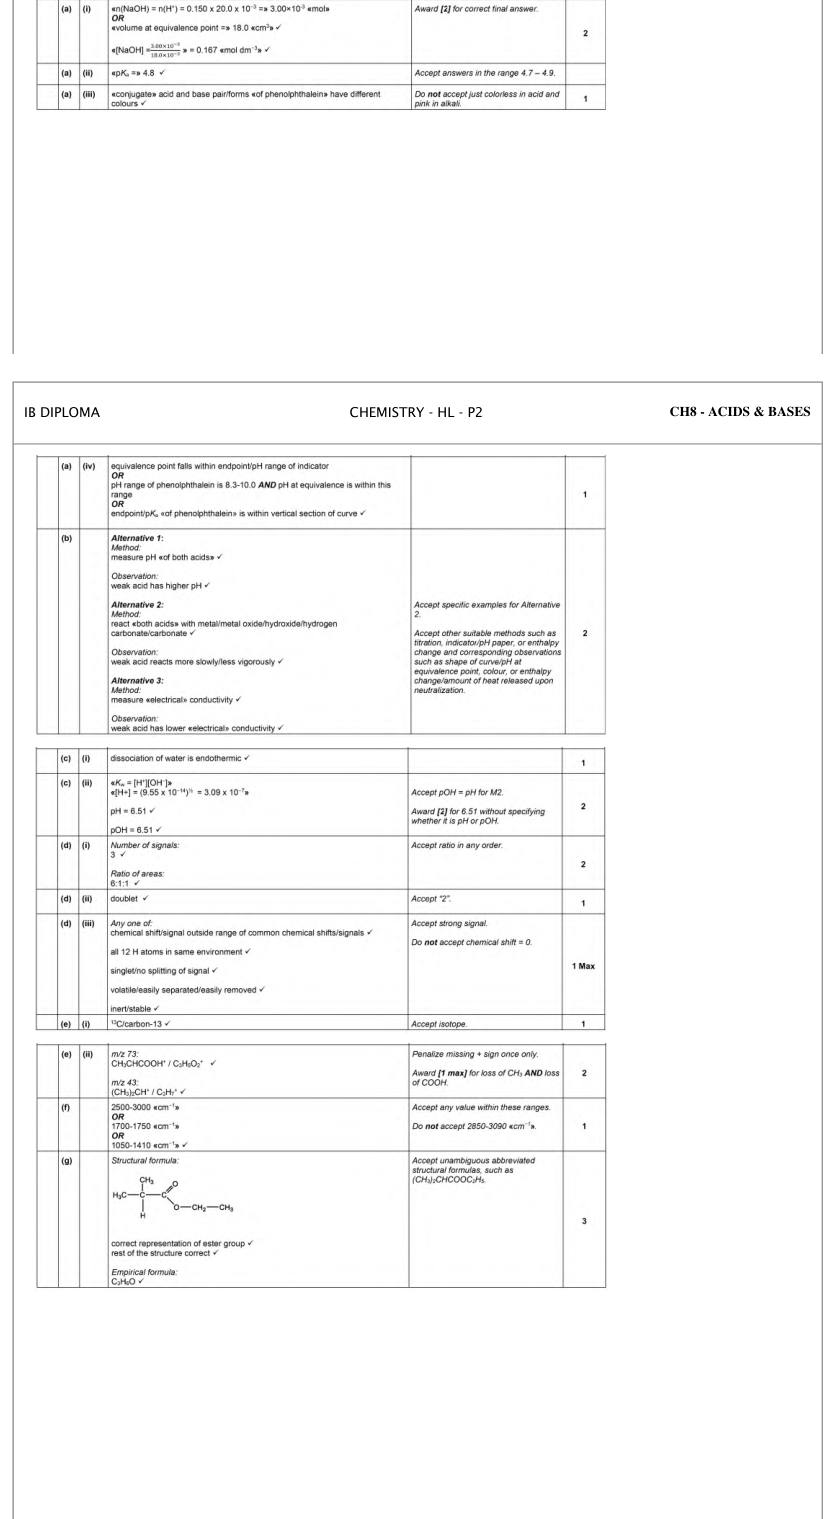 (a) (i) «n(NaOH) = n(H⁺) = 0.150 x 20.0 x 10⁻³ =» 3.00×10⁻³ «mol» Award [2] for correct final answer.
OR
«volume at equivalence point =» 18.0 «cm³» ✓
2
«[NaOH] = 3.00×10⁻³ / 18.0×10⁻³ » = 0.167 «mol dm⁻³» ✓
(a) (ii) «pKₐ =» 4.8 ✓ Accept answers in the range 4.7 – 4.9.
(a) (iii) «conjugate» acid and base pair/forms «of phenolphthalein» have different Do not accept just colorless in acid and 1
colours ✓ pink in alkali.
IB DIPLOMA CHEMISTRY - HL - P2 CH8 - ACIDS & BASES
(a) (iv) equivalence point falls within endpoint/pH range of indicator
OR
pH range of phenolphthalein is 8.3-10.0 AND pH at equivalence is within this
range 1
OR
endpoint/pKₐ «of phenolphthalein» is within vertical section of curve ✓
(b) Alternative 1:
Method:
measure pH «of both acids» ✓
Observation:
weak acid has higher pH ✓
Alternative 2: Accept specific examples for Alternative
Method: 2.
react «both acids» with metal/metal oxide/hydroxide/hydrogen
carbonate/carbonate ✓ Accept other suitable methods such as 2
titration, indicator/pH paper, or enthalpy
Observation: change and corresponding observations
weak acid reacts more slowly/less vigorously ✓ such as shape of curve/pH at
equivalence point, colour, or enthalpy
Alternative 3: change/amount of heat released upon
Method: neutralization.
measure «electrical» conductivity ✓
Observation:
weak acid has lower «electrical» conductivity ✓
(c) (i) dissociation of water is endothermic ✓ 1
(c) (ii) «Kw = [H⁺][OH⁻]»
«[H+] = (9.55 x 10⁻¹⁴)^½ = 3.09 x 10⁻⁷» Accept pOH = pH for M2.
pH = 6.51 ✓ Award [2] for 6.51 without specifying 2
whether it is pH or pOH.
pOH = 6.51 ✓
(d) (i) Number of signals: Accept ratio in any order.
3 ✓
2
Ratio of areas:
6:1:1 ✓
(d) (ii) doublet ✓ Accept "2". 1
(d) (iii) Any one of: Accept strong signal.
chemical shift/signal outside range of common chemical shifts/signals ✓
Do not accept chemical shift = 0.
all 12 H atoms in same environment ✓
1 Max
singlet/no splitting of signal ✓
volatile/easily separated/easily removed ✓
inert/stable ✓
(e) (i) ¹³C/carbon-13 ✓ Accept isotope. 1
(e) (ii) m/z 73: Penalize missing + sign once only.
CH₃CHCOOH⁺ / C₃H₅O₂⁺ ✓
Award [1 max] for loss of CH₃ AND loss 2
m/z 43: of COOH.
(CH₃)₂CH⁺ / C₃H₇⁺ ✓
(f) 2500-3000 «cm⁻¹» Accept any value within these ranges.
OR
1700-1750 «cm⁻¹» Do not accept 2850-3090 «cm⁻¹». 1
OR
1050-1410 «cm⁻¹» ✓
(g) Structural formula: Accept unambiguous abbreviated
structural formulas, such as
(CH₃)₂CHCOOC₂H₅.
CH₃ O
H₃C—C—C
O—CH₂—CH₃
H
3
correct representation of ester group ✓
rest of the structure correct ✓
Empirical formula:
C₃H₆O ✓